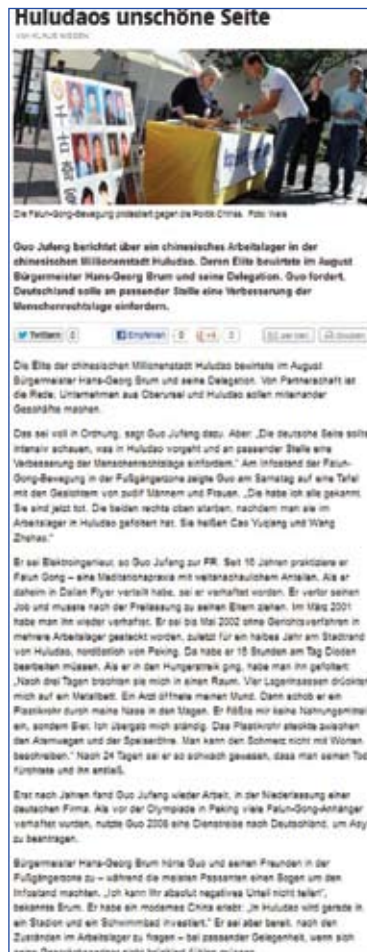 Huludaos unschöne Seite
VON KLAUS NISSEN
Die Falun-Gong-Bewegung protestiert gegen die Politik Chinas. Foto: Weis
Guo Jufeng berichtet über ein chinesisches Arbeitslager in der
chinesischen Millionenstadt Huludao. Deren Elite bewirtete im August
Bürgermeister Hans-Georg Brum und seine Delegation. Guo fordert,
Deutschland solle an passender Stelle eine Verbesserung der
Menschenrechtslage einfordern.
Twittern 0 Empfehlen 0 +1 0
Die Elite der chinesischen Millionenstadt Huludao bewirtete im August
Bürgermeister Hans-Georg Brum und seine Delegation. Von Partnerschaft ist
die Rede. Unternehmen aus Oberursel und Huludao sollen miteinander
Geschäfte machen.
Das sei voll in Ordnung, sagt Guo Jufeng dazu. Aber: „Die deutsche Seite sollte
intensiv schauen, was in Huludao vorgeht und an passender Stelle eine
Verbesserung der Menschenrechtslage einfordern.“ Am Infostand der Falun-
Gong-Bewegung in der Fußgängerzone zeigte Guo am Samstag auf eine Tafel
mit den Gesichtern von zwölf Männern und Frauen. „Die habe ich alle gekannt.
Sie sind jetzt tot. Die beiden rechts oben starben, nachdem man sie im
Arbeitslager in Huludao gefoltert hat. Sie heißen Cao Yuqiang und Wang
Zhehao.“
Er sei Elektroingenieur, so Guo Jufeng zur FR. Seit 16 Jahren praktiziere er
Falun Gong – eine Meditationspraxis mit weltanschaulichem Anteilen. Als er
daheim in Dalian Flyer verteilt habe, sei er verhaftet worden. Er verlor seinen
Job und musste nach der Freilassung zu seinen Eltern ziehen. Im März 2001
habe man ihn wieder verhaftet. Er sei bis Mai 2002 ohne Gerichtsverfahren in
mehrere Arbeitslager gesteckt worden, zuletzt für ein halbes Jahr am Stadtrand
von Huludao, nordöstlich von Peking. Da habe er 16 Stunden am Tag Dioden
bearbeiten müssen. Als er in den Hungerstreik ging, habe man ihn gefoltert:
„Nach drei Tagen brachten sie mich in einen Raum. Vier Lagerinsassen drückten
mich auf ein Metallbett. Ein Arzt öffnete meinen Mund. Dann schob er ein
Plastikrohr durch meine Nase in den Magen. Er flößte mir keine Nahrungsmittel
ein, sondern Bier. Ich übergab mich ständig. Das Plastikrohr steckte zwischen
den Atemwegen und der Speiseröhre. Man kann den Schmerz nicht mit Worten
beschreiben.“ Nach 24 Tagen sei er so schwach gewesen, dass man seinen Tod
fürchtete und ihn entließ.
Erst nach Jahren fand Guo Jufeng wieder Arbeit, in der Niederlassung einer
deutschen Firma. Als vor der Olympiade in Peking viele Falun-Gong-Anhänger
verhaftet wurden, nutzte Guo 2008 eine Dienstreise nach Deutschland, um Asyl
zu beantragen.
Bürgermeister Hans-Georg Brum hörte Guo und seinen Freunden in der
Fußgängerzone zu – während die meisten Passanten einen Bogen um den
Infostand machten. „Ich kann Ihr absolut negatives Urteil nicht teilen“,
bekannte Brum. Er habe ein modernes China erlebt: „In Huludao wird gerade in
ein Stadion und ein Schwimmbad investiert.“ Er sei aber bereit, nach den
Zuständen im Arbeitslager zu fragen – bei passender Gelegenheit, wenn sich